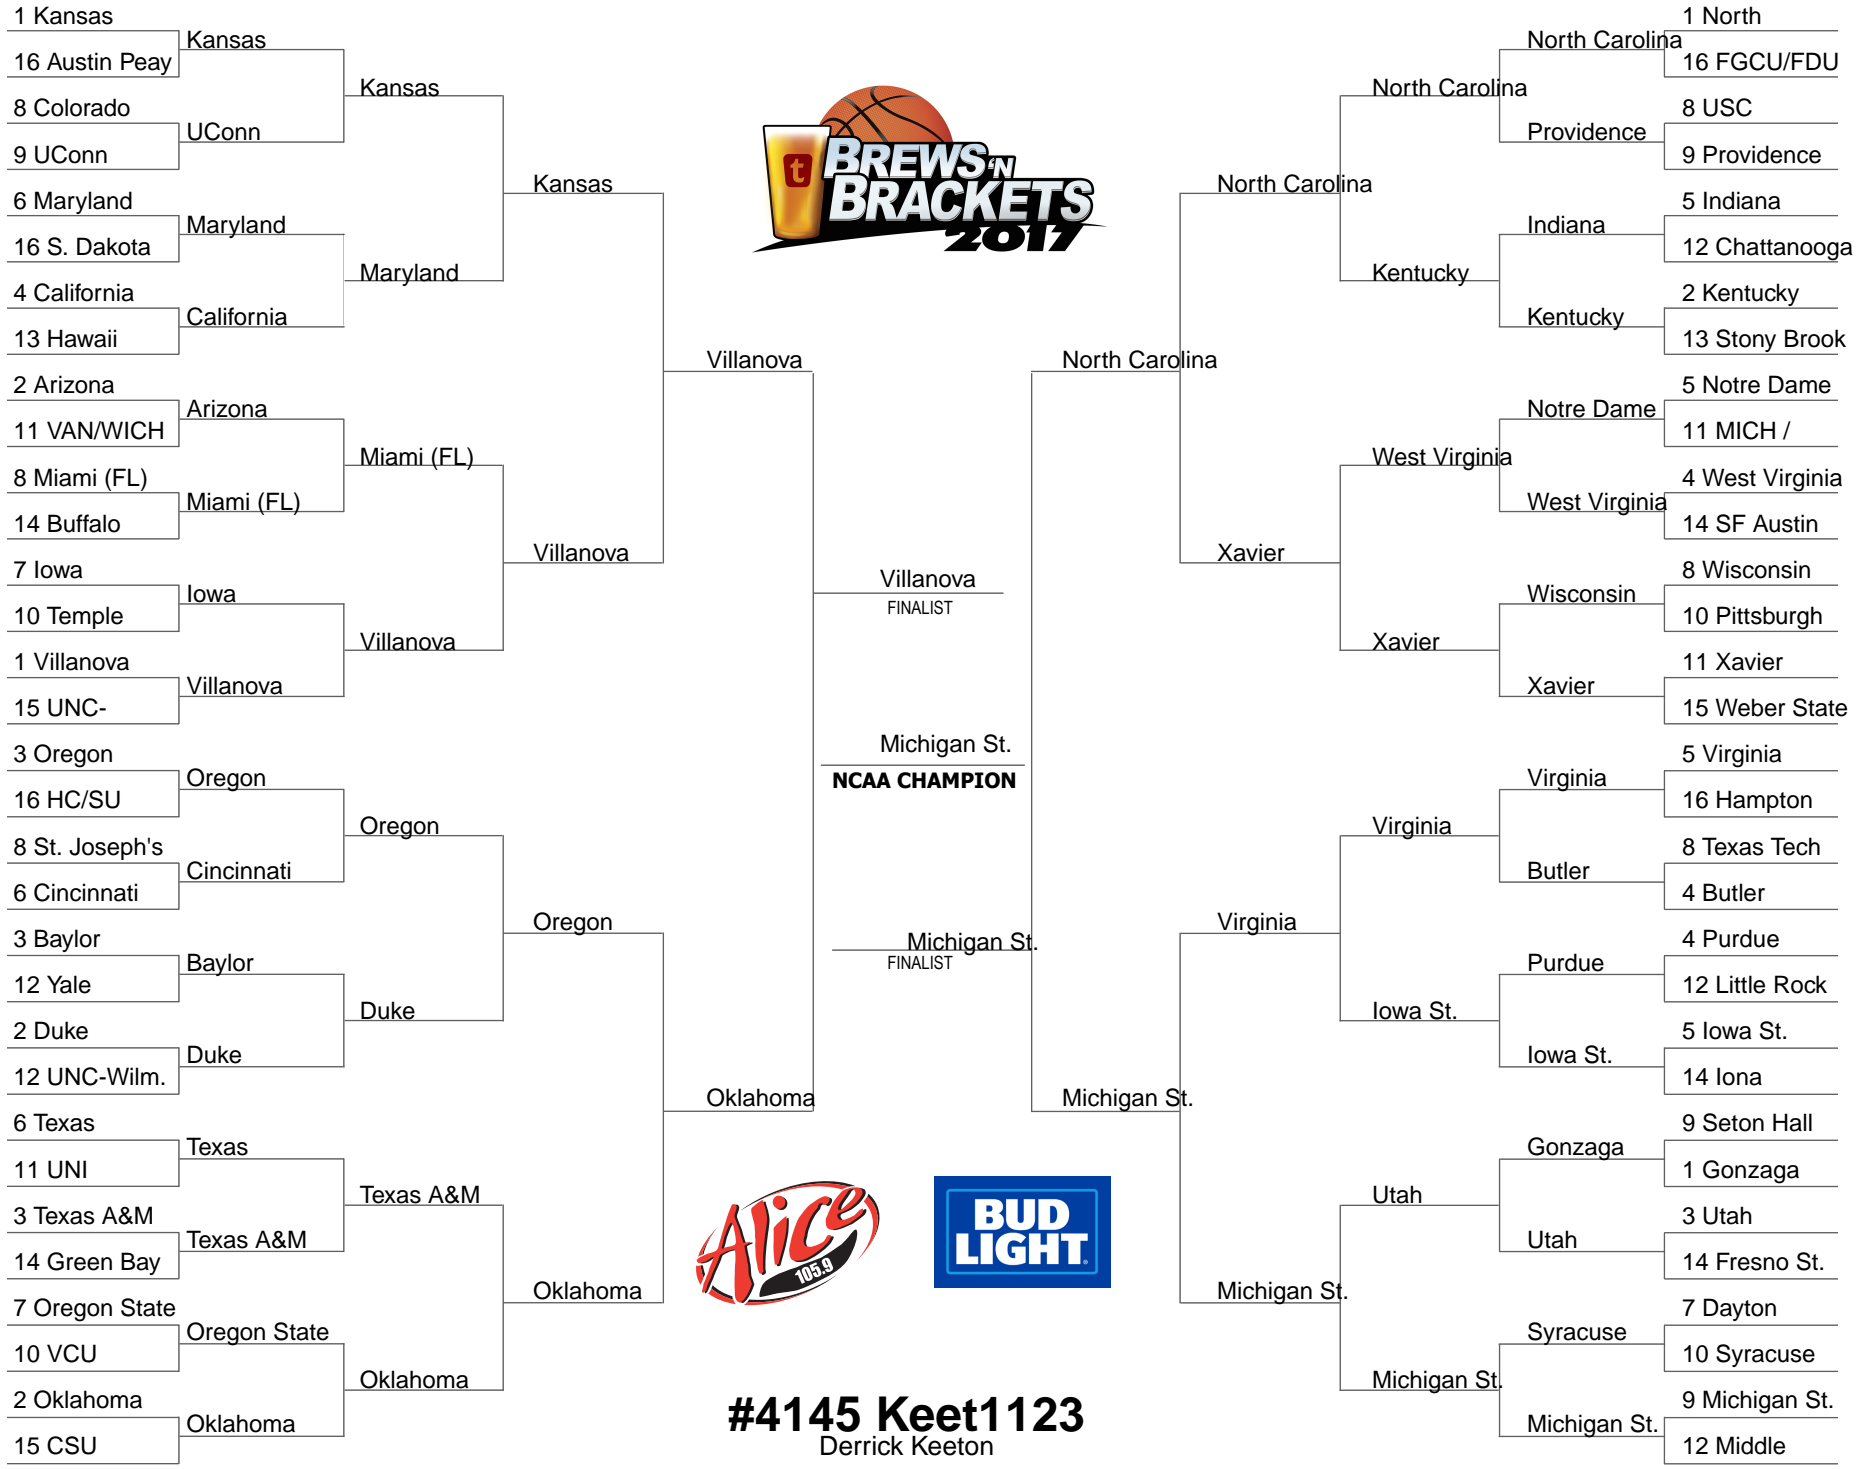 1 Kansas
16 Austin Peay
8 Colorado
9 UConn
6 Maryland
16 S. Dakota
4 California
13 Hawaii
2 Arizona
11 VAN/WICH
8 Miami (FL)
14 Buffalo
7 Iowa
10 Temple
1 Villanova
15 UNC-
3 Oregon
16 HC/SU
8 St. Joseph's
6 Cincinnati
3 Baylor
12 Yale
2 Duke
12 UNC-Wilm.
6 Texas
11 UNI
3 Texas A&M
14 Green Bay
7 Oregon State
10 VCU
2 Oklahoma
15 CSU
Kansas
UConn
Maryland
California
Arizona
Miami (FL)
Iowa
Villanova
Oregon
Cincinnati
Baylor
Duke
Texas
Texas A&M
Oregon State
Oklahoma
Kansas
Maryland
Miami (FL)
Villanova
Oregon
Duke
Texas A&M
Oklahoma
Kansas
Villanova
Oregon
Oklahoma
Villanova
Oklahoma
t
BREWS 'N
BRACKETS
2017
Villanova
FINALIST
Michigan St.
NCAA CHAMPION
Michigan St.
FINALIST
Alice
105.9
BUD
LIGHT
#4145 Keet1123
Derrick Keeton
North Carolina
Michigan St.
North Carolina
Xavier
Virginia
Michigan St.
North Carolina
Kentucky
West Virginia
Xavier
Virginia
Iowa St.
Utah
Michigan St.
North Carolina
Providence
Indiana
Kentucky
Notre Dame
West Virginia
Wisconsin
Xavier
Virginia
Butler
Purdue
Iowa St.
Gonzaga
Utah
Syracuse
Michigan St.
1 North
16 FGCU/FDU
8 USC
9 Providence
5 Indiana
12 Chattanooga
2 Kentucky
13 Stony Brook
5 Notre Dame
11 MICH /
4 West Virginia
14 SF Austin
8 Wisconsin
10 Pittsburgh
11 Xavier
15 Weber State
5 Virginia
16 Hampton
8 Texas Tech
4 Butler
4 Purdue
12 Little Rock
5 Iowa St.
14 Iona
9 Seton Hall
1 Gonzaga
3 Utah
14 Fresno St.
7 Dayton
10 Syracuse
9 Michigan St.
12 Middle